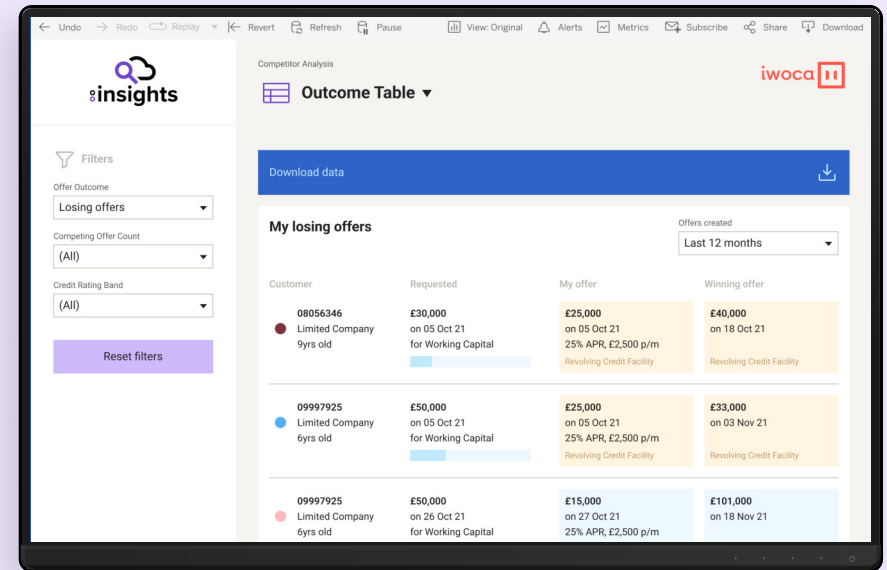 Undo
Redo
Replay
Revert
Refresh
Pause
View: Original
Alerts
Metrics
Subscribe
Share
Download
insights
Competitor Analysis
Outcome Table
iwoca
Filters
Offer Outcome
Losing offers
Competing Offer Count
(All)
Credit Rating Band
(All)
Reset filters
Download data
My losing offers
Offers created
Last 12 months
Customer
Requested
My offer
Winning offer
08056346
Limited Company
9yrs old
£30,000
on 05 Oct 21
for Working Capital
£25,000
on 05 Oct 21
25% APR, £2,500 p/m
Revolving Credit Facility
£40,000
on 18 Oct 21
Revolving Credit Facility
09997925
Limited Company
6yrs old
£50,000
on 05 Oct 21
for Working Capital
£25,000
on 05 Oct 21
25% APR, £2,500 p/m
Revolving Credit Facility
£33,000
on 03 Nov 21
Revolving Credit Facility
09997925
Limited Company
6yrs old
£50,000
on 26 Oct 21
for Working Capital
£15,000
on 27 Oct 21
25% APR, £2,500 p/m
£101,000
on 18 Nov 21